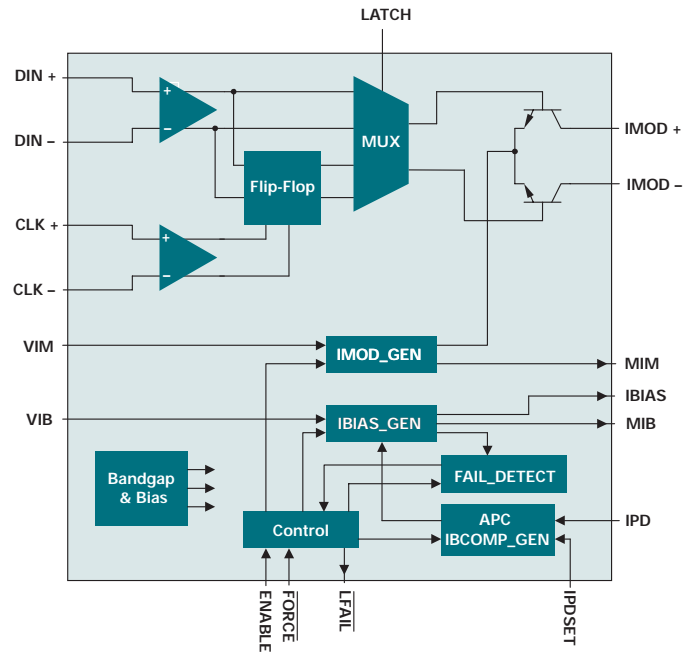 LATCH
DIN +
DIN –
+
–
MUX
IMOD +
IMOD –
Flip-Flop
CLK +
CLK –
+
–
VIM
IMOD_GEN
MIM
VIB
IBIAS_GEN
IBIAS
MIB
Bandgap
& Bias
FAIL_DETECT
Control
APC
IBCOMP_GEN
IPD
ENABLE
FORCE
LFAIL
IPDSET